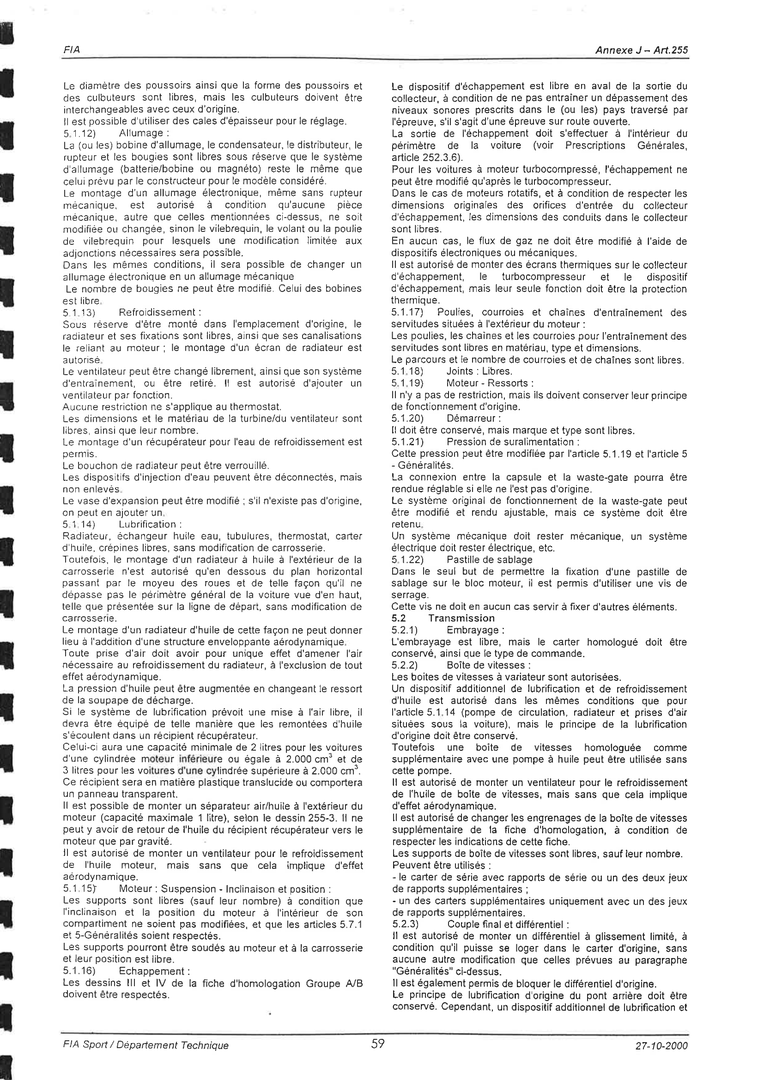 FIA
Annexe J – Art.255
Le diamètre des poussoirs ainsi que la forme des poussoirs et
des culbuteurs sont libres, mais les culbuteurs doivent être
interchangeables avec ceux d'origine.
Il est possible d'utiliser des cales d'épaisseur pour le réglage.
5.1.12) Allumage :
La (ou les) bobine d'allumage, le condensateur, le distributeur, le
rupteur et les bougies sont libres sous réserve que le système
d'allumage (batterie/bobine ou magnéto) reste le même que
celui prévu par le constructeur pour le modèle considéré.
Le montage d'un allumage électronique, même sans rupteur
mécanique, est autorisé à condition qu'aucune pièce
mécanique, autre que celles mentionnées ci-dessus, ne soit
modifiée ou changée, sinon le vilebrequin, le volant ou la poulie
de vilebrequin pour lesquels une modification limitée aux
adjonctions nécessaires sera possible.
Dans les mêmes conditions, il sera possible de changer un
allumage électronique en un allumage mécanique
Le nombre de bougies ne peut être modifié. Celui des bobines
est libre.
5.1.13) Refroidissement :
Sous réserve d'être monté dans l'emplacement d'origine, le
radiateur et ses fixations sont libres, ainsi que ses canalisations
le reliant au moteur ; le montage d'un écran de radiateur est
autorisé.
Le ventilateur peut être changé librement, ainsi que son système
d'entraînement, ou être retiré. Il est autorisé d'ajouter un
ventilateur par fonction.
Aucune restriction ne s'applique au thermostat.
Les dimensions et le matériau de la turbine/du ventilateur sont
libres, ainsi que leur nombre.
Le montage d'un récupérateur pour l'eau de refroidissement est
permis.
Le bouchon de radiateur peut être verrouillé.
Les dispositifs d'injection d'eau peuvent être déconnectés, mais
non enlevés.
Le vase d'expansion peut être modifié ; s'il n'existe pas d'origine,
on peut en ajouter un.
5.1.14) Lubrification :
Radiateur, échangeur huile eau, tubulures, thermostat, carter
d'huile, crépines libres, sans modification de carrosserie.
Toutefois, le montage d'un radiateur à huile à l'extérieur de la
carrosserie n'est autorisé qu'en dessous du plan horizontal
passant par le moyeu des roues et de telle façon qu'il ne
dépasse pas le périmètre général de la voiture vue d'en haut,
telle que présentée sur la ligne de départ, sans modification de
carrosserie.
Le montage d'un radiateur d'huile de cette façon ne peut donner
lieu à l'addition d'une structure enveloppante aérodynamique.
Toute prise d'air doit avoir pour unique effet d'amener l'air
nécessaire au refroidissement du radiateur, à l'exclusion de tout
effet aérodynamique.
La pression d'huile peut être augmentée en changeant le ressort
de la soupape de décharge.
Si le système de lubrification prévoit une mise à l'air libre, il
devra être équipé de telle manière que les remontées d'huile
s'écoulent dans un récipient récupérateur.
Celui-ci aura une capacité minimale de 2 litres pour les voitures
d'une cylindrée moteur inférieure ou égale à 2.000 cm³ et de
3 litres pour les voitures d'une cylindrée supérieure à 2.000 cm³.
Ce récipient sera en matière plastique translucide ou comportera
un panneau transparent.
Il est possible de monter un séparateur air/huile à l'extérieur du
moteur (capacité maximale 1 litre), selon le dessin 255-3. Il ne
peut y avoir de retour de l'huile du récipient récupérateur vers le
moteur que par gravité.
Il est autorisé de monter un ventilateur pour le refroidissement
de l'huile moteur, mais sans que cela implique d'effet
aérodynamique.
5.1.15) Moteur : Suspension - Inclinaison et position :
Les supports sont libres (sauf leur nombre) à condition que
l'inclinaison et la position du moteur à l'intérieur de son
compartiment ne soient pas modifiées, et que les articles 5.7.1
et 5-Généralités soient respectés.
Les supports pourront être soudés au moteur et à la carrosserie
et leur position est libre.
5.1.16) Echappement :
Les dessins III et IV de la fiche d'homologation Groupe A/B
doivent être respectés.
Le dispositif d'échappement est libre en aval de la sortie du
collecteur, à condition de ne pas entraîner un dépassement des
niveaux sonores prescrits dans le (ou les) pays traversé par
l'épreuve, s'il s'agit d'une épreuve sur route ouverte.
La sortie de l'échappement doit s'effectuer à l'intérieur du
périmètre de la voiture (voir Prescriptions Générales,
article 252.3.6).
Pour les voitures à moteur turbocompressé, l'échappement ne
peut être modifié qu'après le turbocompresseur.
Dans le cas de moteurs rotatifs, et à condition de respecter les
dimensions originales des orifices d'entrée du collecteur
d'échappement, les dimensions des conduits dans le collecteur
sont libres.
En aucun cas, le flux de gaz ne doit être modifié à l'aide de
dispositifs électroniques ou mécaniques.
Il est autorisé de monter des écrans thermiques sur le collecteur
d'échappement, le turbocompresseur et le dispositif
d'échappement, mais leur seule fonction doit être la protection
thermique.
5.1.17) Poulies, courroies et chaînes d'entraînement des
servitudes situées à l'extérieur du moteur :
Les poulies, les chaînes et les courroies pour l'entraînement des
servitudes sont libres en matériau, type et dimensions.
Le parcours et le nombre de courroies et de chaînes sont libres.
5.1.18) Joints : Libres.
5.1.19) Moteur - Ressorts :
Il n'y a pas de restriction, mais ils doivent conserver leur principe
de fonctionnement d'origine.
5.1.20) Démarreur :
Il doit être conservé, mais marque et type sont libres.
5.1.21) Pression de suralimentation :
Cette pression peut être modifiée par l'article 5.1.19 et l'article 5
- Généralités.
La connexion entre la capsule et la waste-gate pourra être
rendue réglable si elle ne l'est pas d'origine.
Le système original de fonctionnement de la waste-gate peut
être modifié et rendu ajustable, mais ce système doit être
retenu.
Un système mécanique doit rester mécanique, un système
électrique doit rester électrique, etc.
5.1.22) Pastille de sablage
Dans le seul but de permettre la fixation d'une pastille de
sablage sur le bloc moteur, il est permis d'utiliser une vis de
serrage.
Cette vis ne doit en aucun cas servir à fixer d'autres éléments.
5.2 Transmission
5.2.1) Embrayage :
L'embrayage est libre, mais le carter homologué doit être
conservé, ainsi que le type de commande.
5.2.2) Boîte de vitesses :
Les boites de vitesses à variateur sont autorisées.
Un dispositif additionnel de lubrification et de refroidissement
d'huile est autorisé dans les mêmes conditions que pour
l'article 5.1.14 (pompe de circulation, radiateur et prises d'air
situées sous la voiture), mais le principe de la lubrification
d'origine doit être conservé.
Toutefois une boîte de vitesses homologuée comme
supplémentaire avec une pompe à huile peut être utilisée sans
cette pompe.
Il est autorisé de monter un ventilateur pour le refroidissement
de l'huile de boîte de vitesses, mais sans que cela implique
d'effet aérodynamique.
Il est autorisé de changer les engrenages de la boîte de vitesses
supplémentaire de la fiche d'homologation, à condition de
respecter les indications de cette fiche.
Les supports de boîte de vitesses sont libres, sauf leur nombre.
Peuvent être utilisés :
- le carter de série avec rapports de série ou un des deux jeux
de rapports supplémentaires ;
- un des carters supplémentaires uniquement avec un des jeux
de rapports supplémentaires.
5.2.3) Couple final et différentiel :
Il est autorisé de monter un différentiel à glissement limité, à
condition qu'il puisse se loger dans le carter d'origine, sans
aucune autre modification que celles prévues au paragraphe
"Généralités" ci-dessus.
Il est également permis de bloquer le différentiel d'origine.
Le principe de lubrification d'origine du pont arrière doit être
conservé. Cependant, un dispositif additionnel de lubrification et
FIA Sport / Département Technique
59
27-10-2000